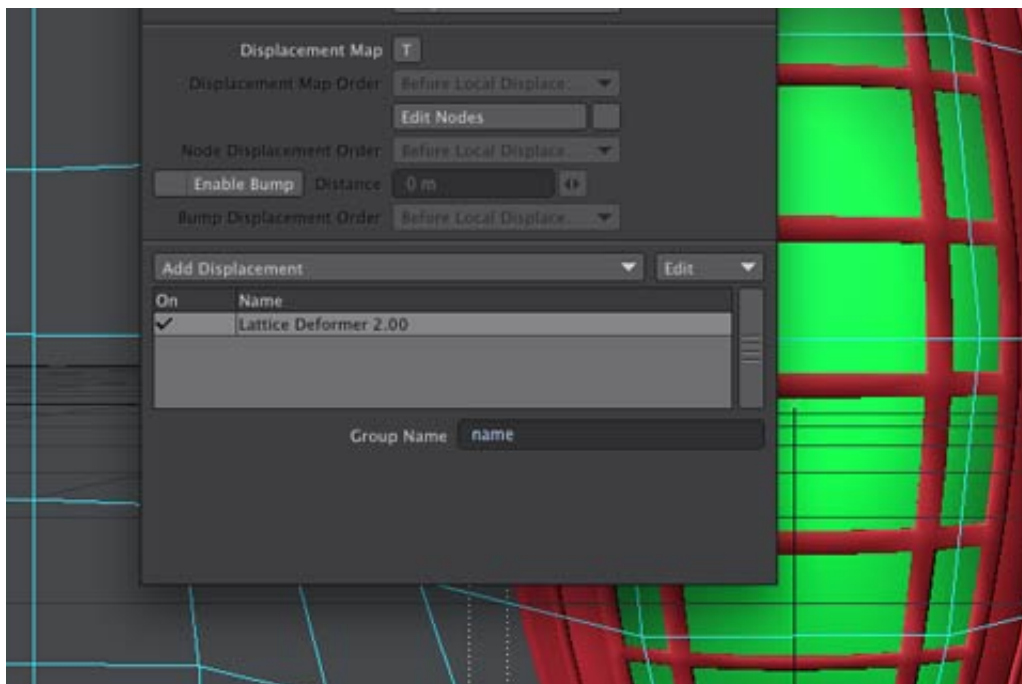 Displacement Map T
Displacement Map Order Before Local Displace...
Edit Nodes
Node Displacement Order Before Local Displace...
Enable Bump Distance 0 m
Bump Displacement Order Before Local Displace...
Add Displacement Edit
On Name
Lattice Deformer 2.00
Group Name name